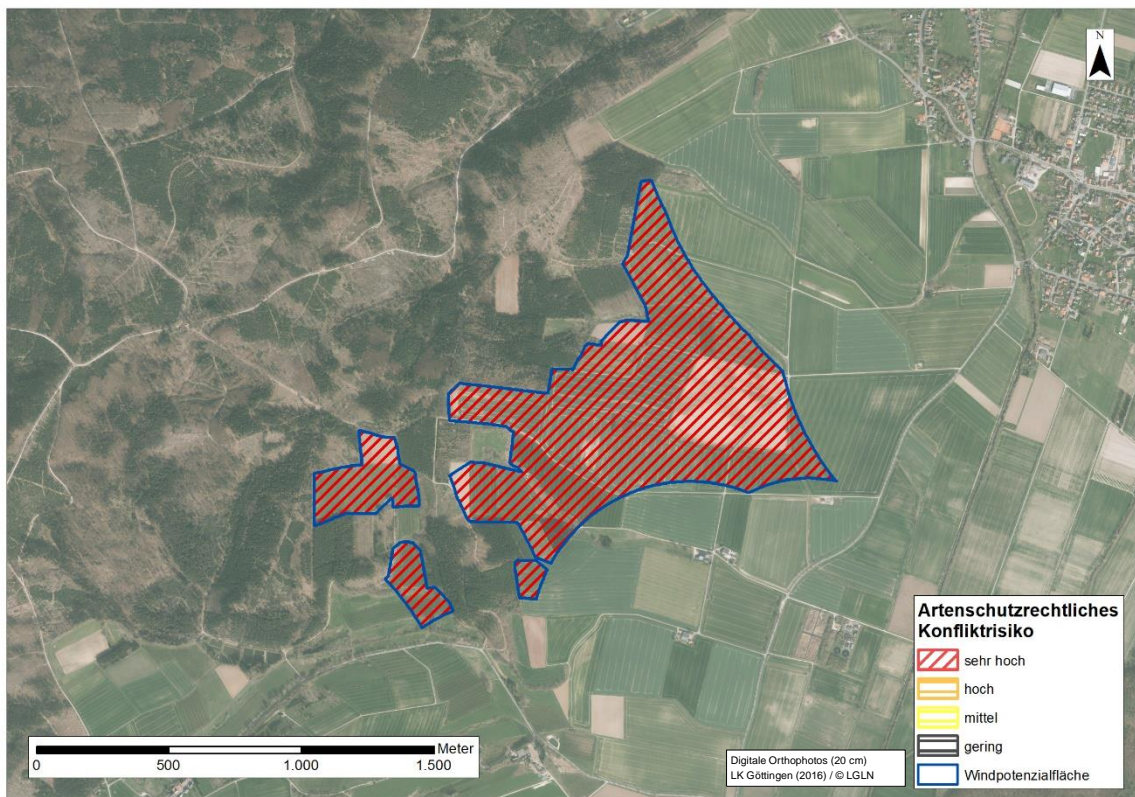 N
Artenschutzrechtliches
Konfliktrisiko
sehr hoch
hoch
mittel
gering
Windpotenzialfläche
Meter
0 500 1.000 1.500
Digitale Orthophotos (20 cm)
LK Göttingen (2016) / © LGLN